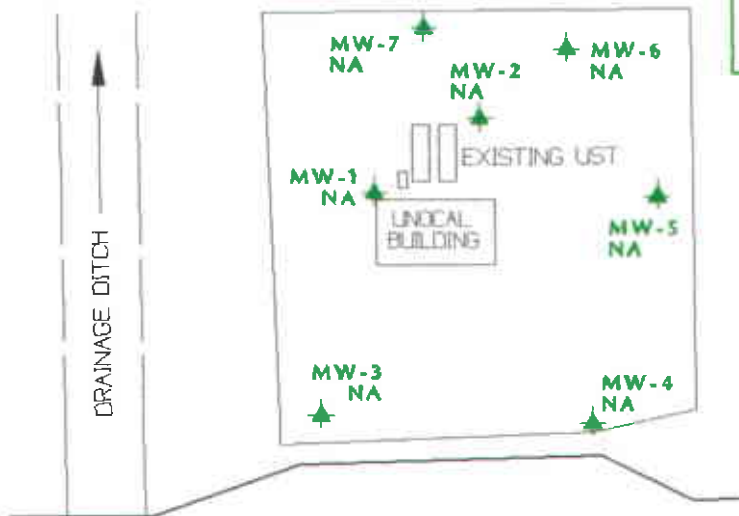 MW-7
NA
MW-6
NA
MW-2
NA
EXISTING UST
MW-1
NA
UNOCAL
BUILDING
MW-5
NA
DRAINAGE DITCH
MW-3
NA
MW-4
NA